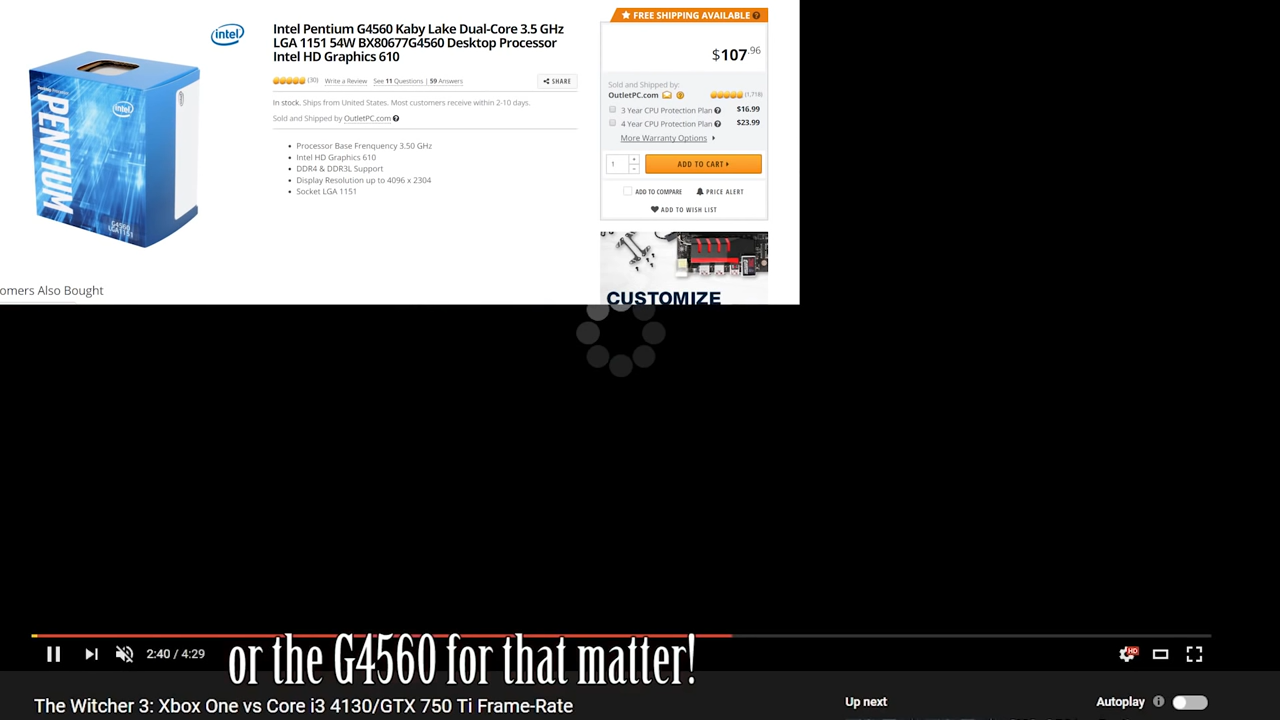 FREE SHIPPING AVAILABLE ?
intel
Intel Pentium G4560 Kaby Lake Dual-Core 3.5 GHz
LGA 1151 54W BX80677G4560 Desktop Processor
Intel HD Graphics 610
(30) Write a Review See 11 Questions | 59 Answers
SHARE
In stock. Ships from United States. Most customers receive within 2-10 days.
Sold and Shipped by OutletPC.com ?
Processor Base Frenquency 3.50 GHz
Intel HD Graphics 610
DDR4 & DDR3L Support
Display Resolution up to 4096 x 2304
Socket LGA 1151
intel
PENTIUM
G4560
LGA1151
$107.96
Sold and Shipped by:
OutletPC.com (1,718)
3 Year CPU Protection Plan ? $16.99
4 Year CPU Protection Plan ? $23.99
More Warranty Options
1 ADD TO CART
ADD TO COMPARE PRICE ALERT
ADD TO WISH LIST
CUSTOMIZE
omers Also Bought
or the G4560 for that matter!
2:40 / 4:29
HD
The Witcher 3: Xbox One vs Core i3 4130/GTX 750 Ti Frame-Rate
Up next
Autoplay